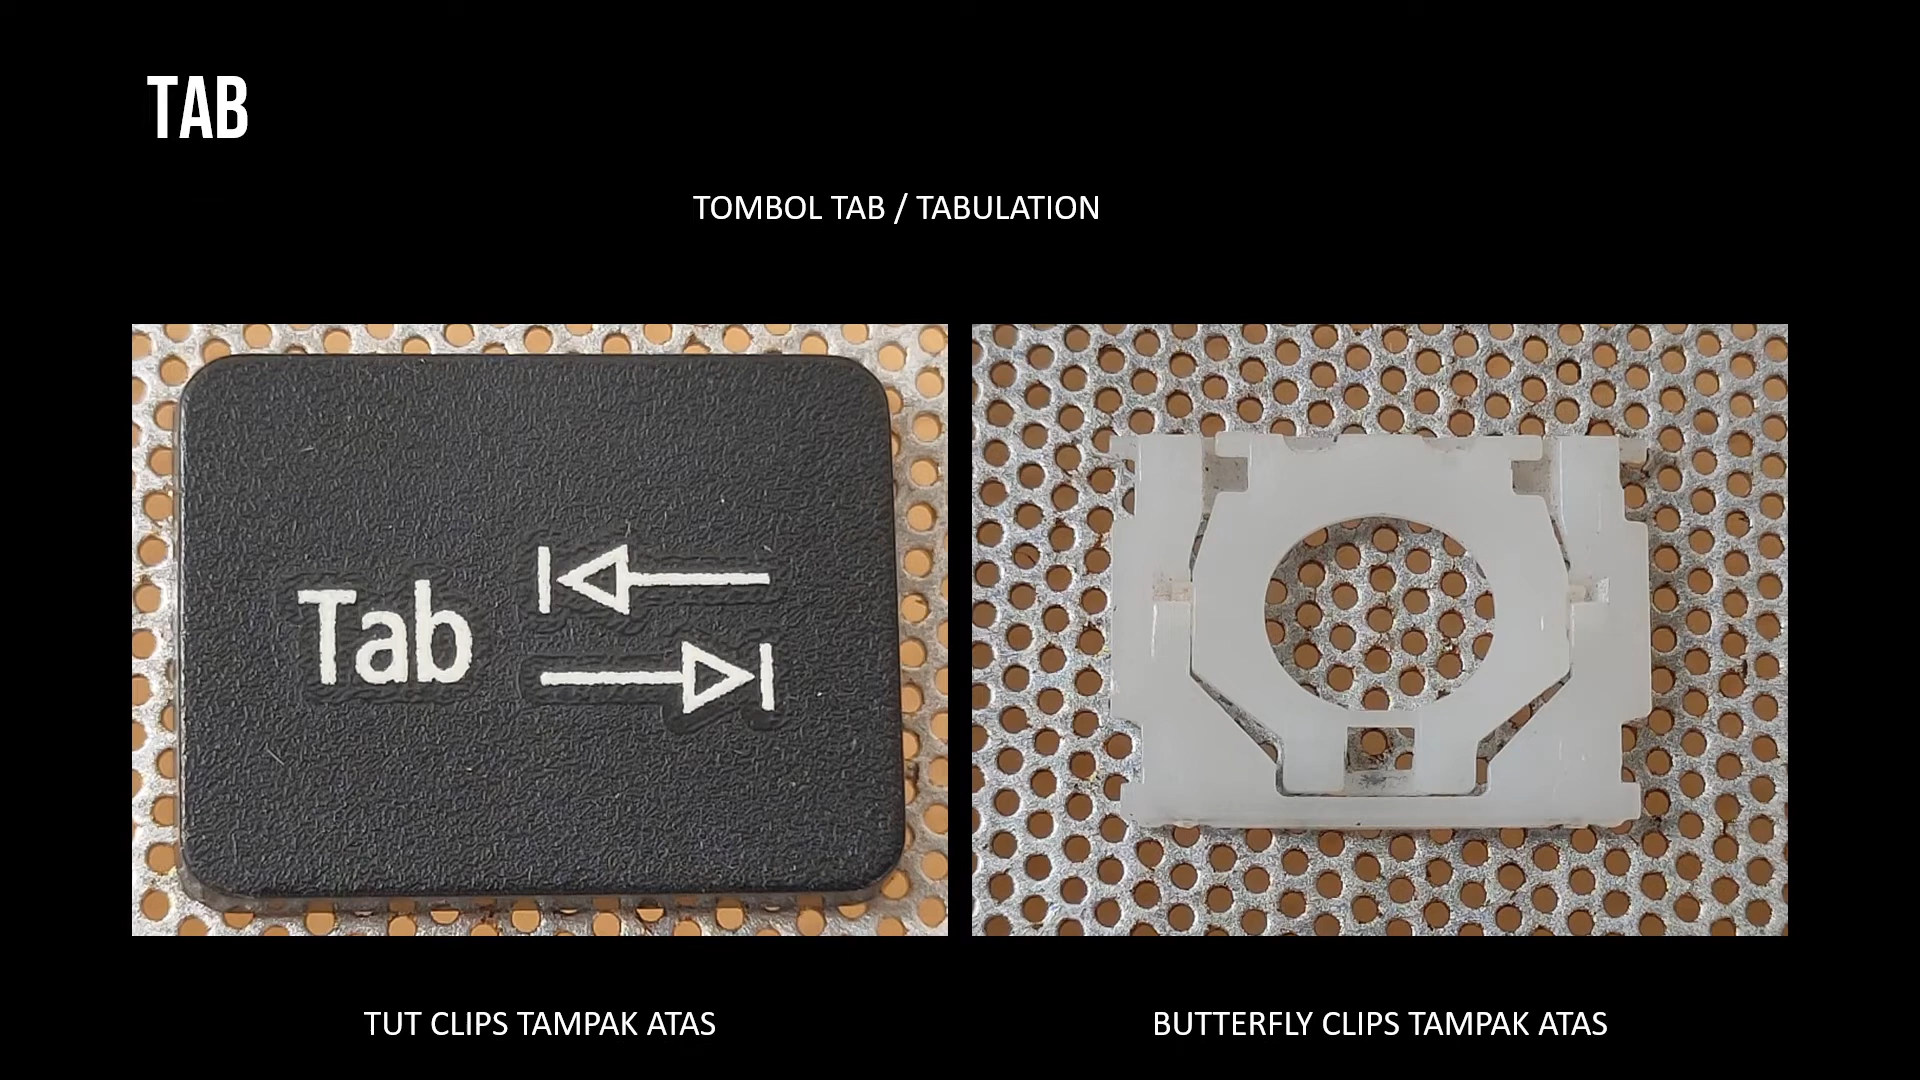 TAB
TOMBOL TAB / TABULATION
Tab
TUT CLIPS TAMPAK ATAS
BUTTERFLY CLIPS TAMPAK ATAS